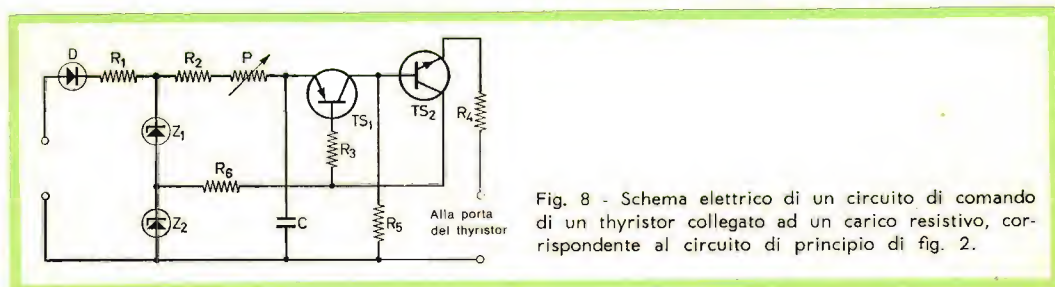 D
R1
R2
P
Z1
R6
Z2
C
TS1
R3
R5
TS2
R4
Alla porta
del thyristor
Fig. 8 - Schema elettrico di un circuito di comando
di un thyristor collegato ad un carico resistivo, cor-
rispondente al circuito di principio di fig. 2.